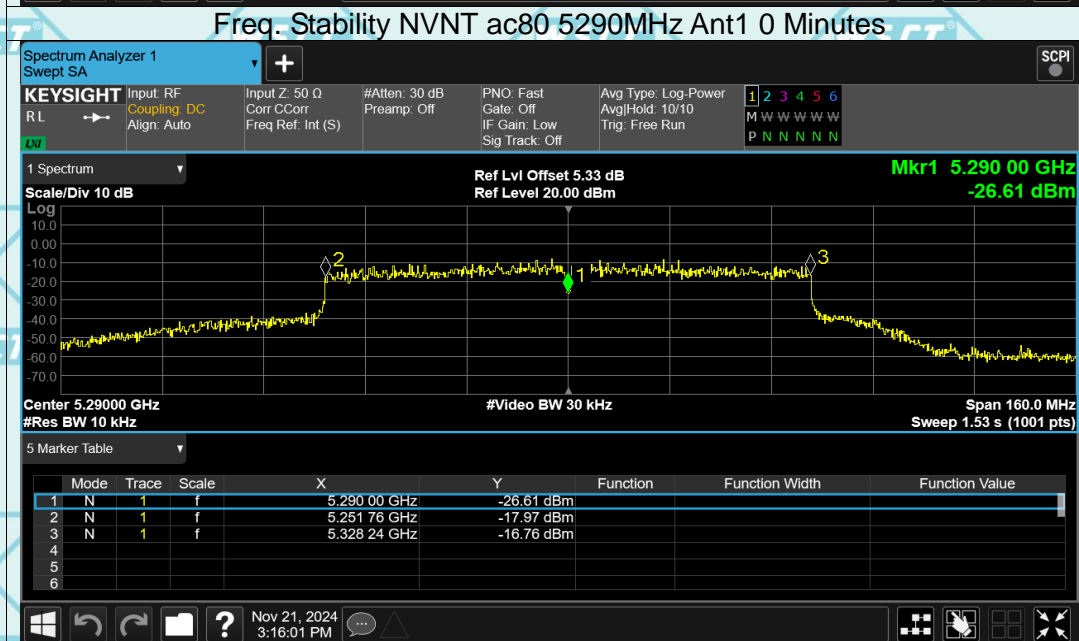 Freq. Stability NVNT ac80 5290MHz Ant1 0 Minutes
Spectrum Analyzer 1
Swept SA
+
SCPI
KEYSIGHT Input: RF Input Z: 50 Ω #Atten: 30 dB PNO: Fast Avg Type: Log-Power 1 2 3 4 5 6
RL Coupling: DC Corr CCorr Preamp: Off Gate: Off Avg|Hold: 10/10 M W W W W W
Align: Auto Freq Ref: Int (S) IF Gain: Low Trig: Free Run
LXI Sig Track: Off P N N N N N
1 Spectrum Ref Lvl Offset 5.33 dB Mkr1 5.290 00 GHz
Scale/Div 10 dB Ref Level 20.00 dBm -26.61 dBm
Log
10.0
0.00
-10.0
-20.0
-30.0
-40.0
-50.0
-60.0
-70.0
2
1
3
Center 5.29000 GHz #Video BW 30 kHz Span 160.0 MHz
#Res BW 10 kHz Sweep 1.53 s (1001 pts)
5 Marker Table
Mode Trace Scale X Y Function Function Width Function Value
1 N 1 f 5.290 00 GHz -26.61 dBm
2 N 1 f 5.251 76 GHz -17.97 dBm
3 N 1 f 5.328 24 GHz -16.76 dBm
4
5
6
? Nov 21, 2024
3:16:01 PM